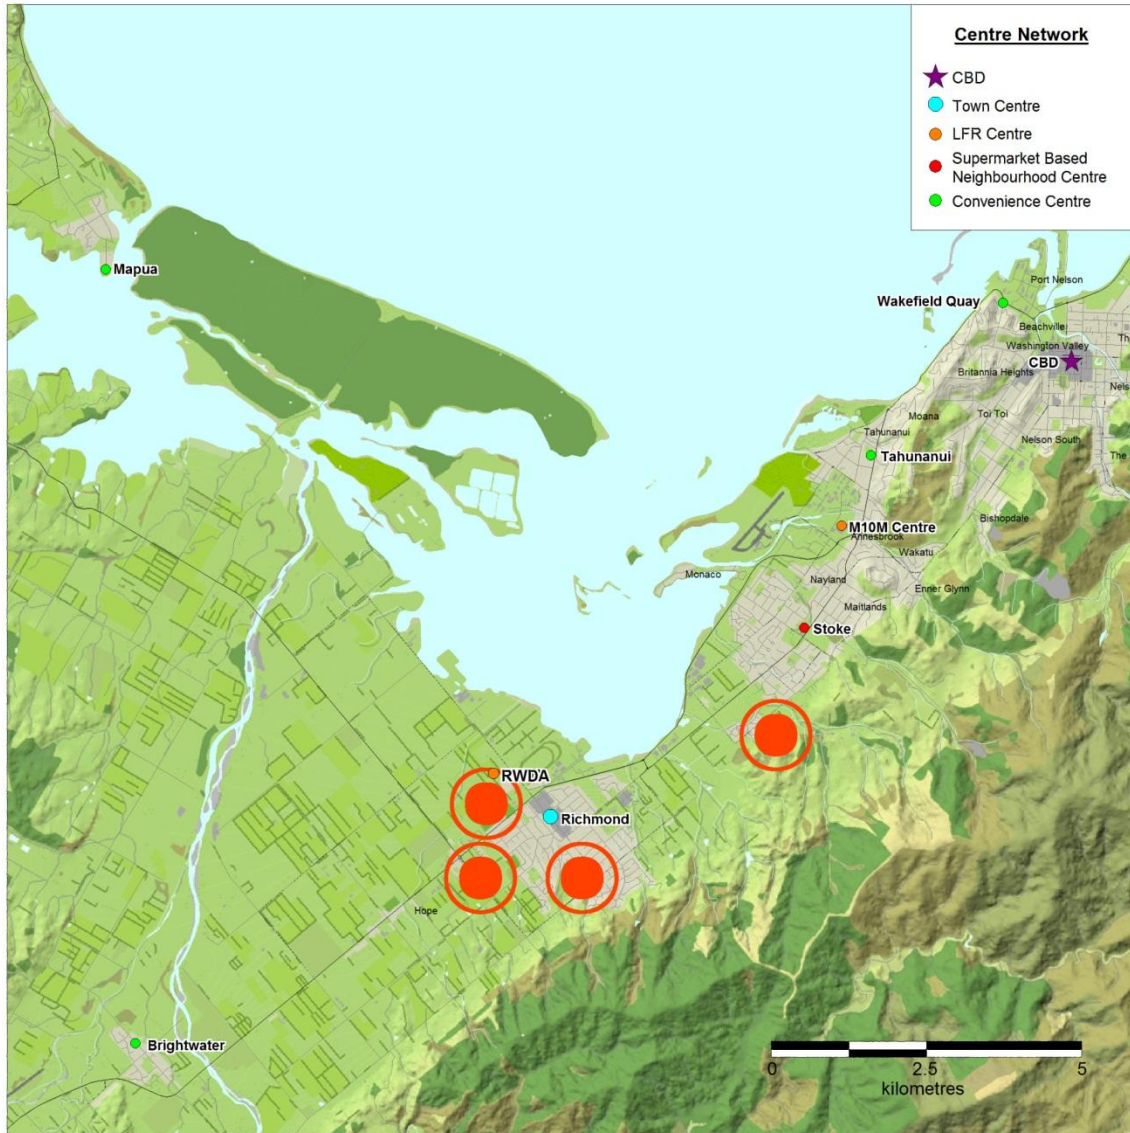 Centre Network
CBD
Town Centre
LFR Centre
Supermarket Based
Neighbourhood Centre
Convenience Centre
Mapua
Port Nelson
Wakefield Quay
Beachville
Washington Valley
CBD
Britannia Heights
Moana
Toi Toi
Tahunanui
Nelson South
Tahunanui
M10M Centre
Annesbrook
Bishopdale
Wakatu
Monaco
Nayland
Enner Glynn
Maitlands
Stoke
RWDA
Richmond
Hope
Brightwater
0
2.5
5
kilometres
The